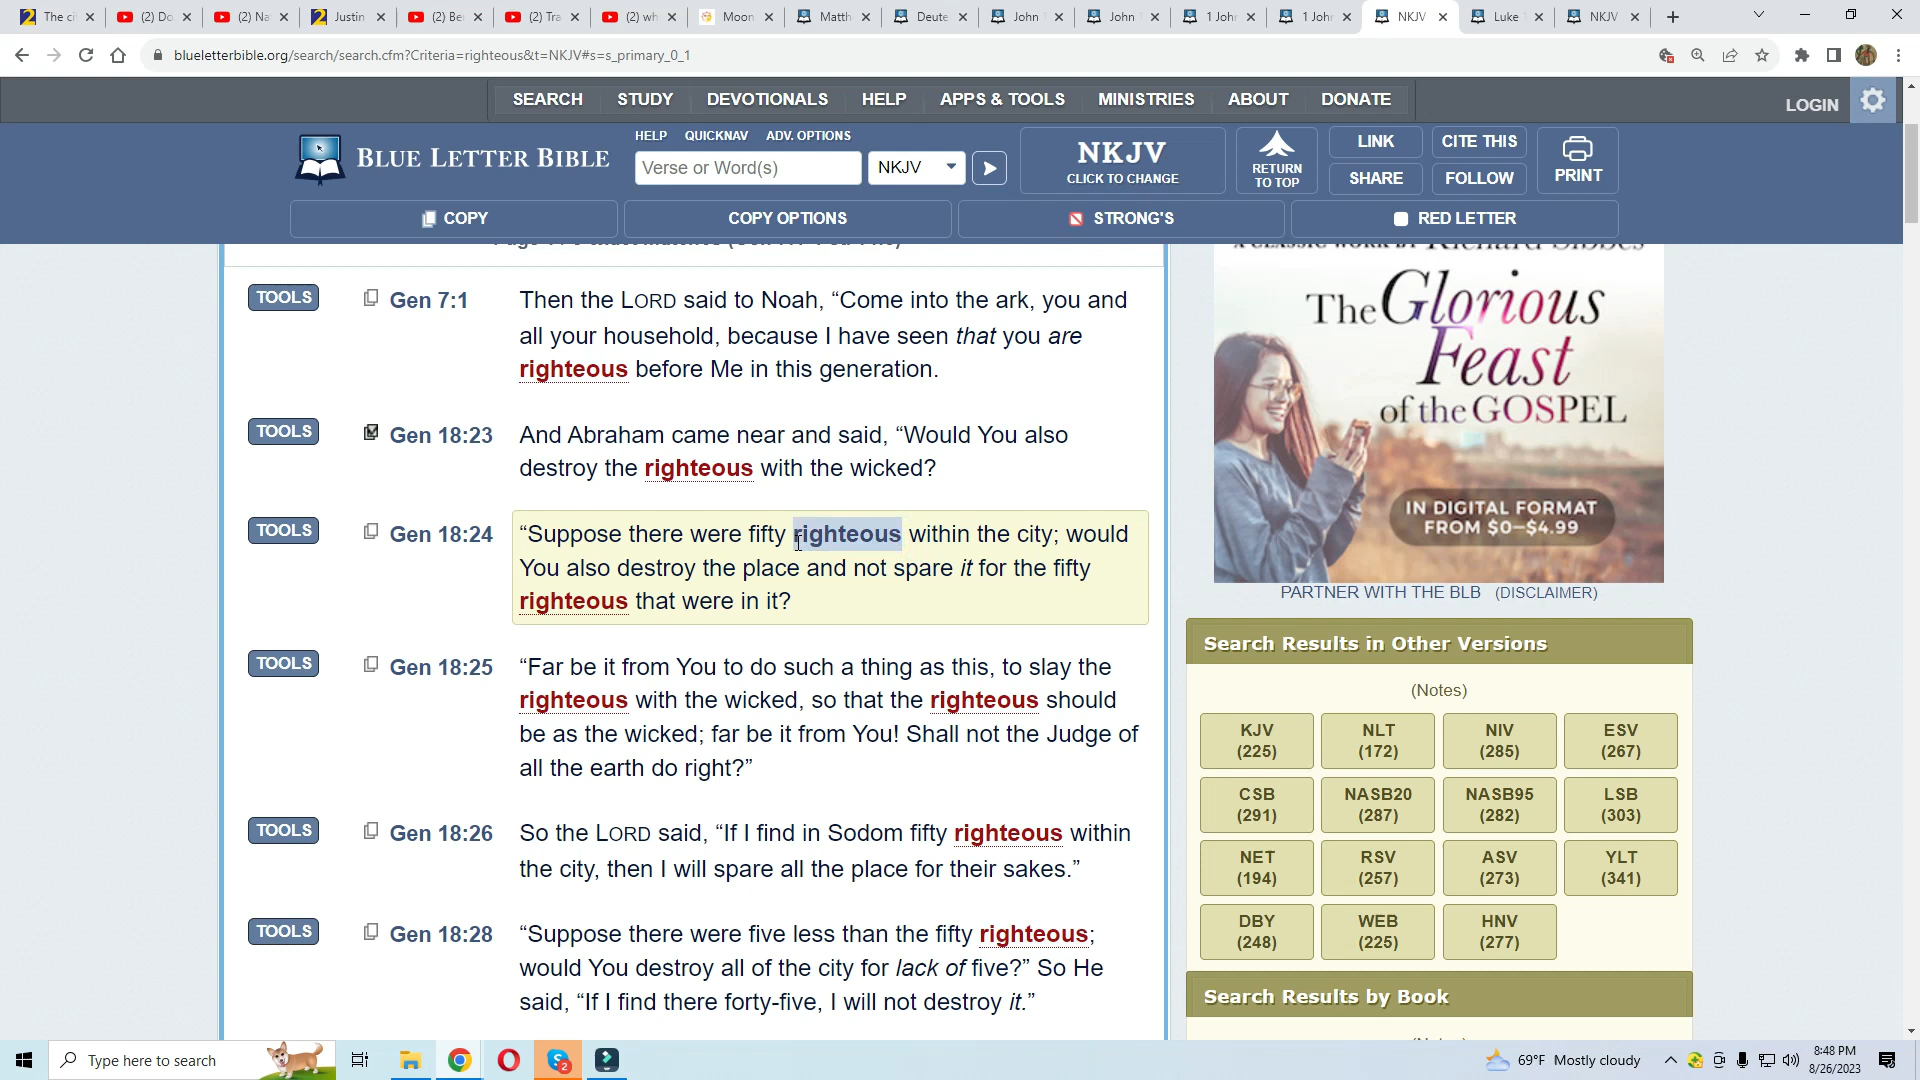 The ci
(2) Do
(2) Na
Justin
(2) Be
(2) Tra
(2) wh
Moon
Matth
Deute
John
John
1 Joh
1 John
NKJV
Luke
NKJV
blueletterbible.org/search/search.cfm?Criteria=righteous&t=NKJV#s=s_primary_0_1
SEARCH STUDY DEVOTIONALS HELP APPS & TOOLS MINISTRIES ABOUT DONATE
LOGIN
BLUE LETTER BIBLE
HELP QUICKNAV ADV. OPTIONS
Verse or Word(s)
NKJV
NKJV
CLICK TO CHANGE
RETURN
TO TOP
LINK
SHARE
CITE THIS
FOLLOW
PRINT
COPY
COPY OPTIONS
STRONG'S
RED LETTER
TOOLS
Gen 7:1
Then the LORD said to Noah, “Come into the ark, you and
all your household, because I have seen that you are
righteous before Me in this generation.
TOOLS
Gen 18:23
And Abraham came near and said, “Would You also
destroy the righteous with the wicked?
TOOLS
Gen 18:24
“Suppose there were fifty righteous within the city; would
You also destroy the place and not spare it for the fifty
righteous that were in it?
TOOLS
Gen 18:25
“Far be it from You to do such a thing as this, to slay the
righteous with the wicked, so that the righteous should
be as the wicked; far be it from You! Shall not the Judge of
all the earth do right?”
TOOLS
Gen 18:26
So the LORD said, “If I find in Sodom fifty righteous within
the city, then I will spare all the place for their sakes.”
TOOLS
Gen 18:28
“Suppose there were five less than the fifty righteous;
would You destroy all of the city for lack of five?” So He
said, “If I find there forty-five, I will not destroy it.”
A CLASSIC WORK BY Richard Sibbes
The Glorious
Feast
of the GOSPEL
IN DIGITAL FORMAT
FROM $0–$4.99
PARTNER WITH THE BLB (DISCLAIMER)
Search Results in Other Versions
(Notes)
KJV
(225)
NLT
(172)
NIV
(285)
ESV
(267)
CSB
(291)
NASB20
(287)
NASB95
(282)
LSB
(303)
NET
(194)
RSV
(257)
ASV
(273)
YLT
(341)
DBY
(248)
WEB
(225)
HNV
(277)
Search Results by Book
Type here to search
2
69°F Mostly cloudy
8:48 PM
8/26/2023